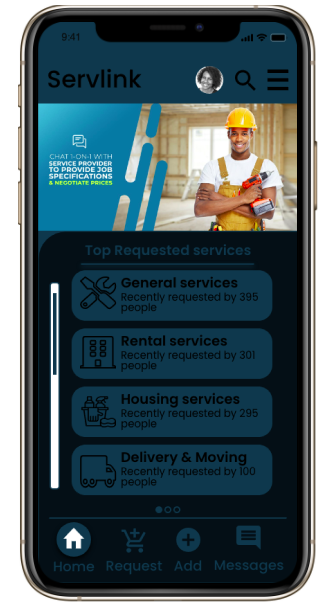 9:41
Servlink
CHAT 1-ON-1 WITH
SERVICE PROVIDER
TO PROVIDE JOB
SPECIFICATIONS
& NEGOTIATE PRICES
Top Requested services
General services
Recently requested by 395
people
Rental services
Recently requested by 301
people
Housing services
Recently requested by 295
people
Delivery & Moving
Recently requested by 100
people
Home Request Add Messages